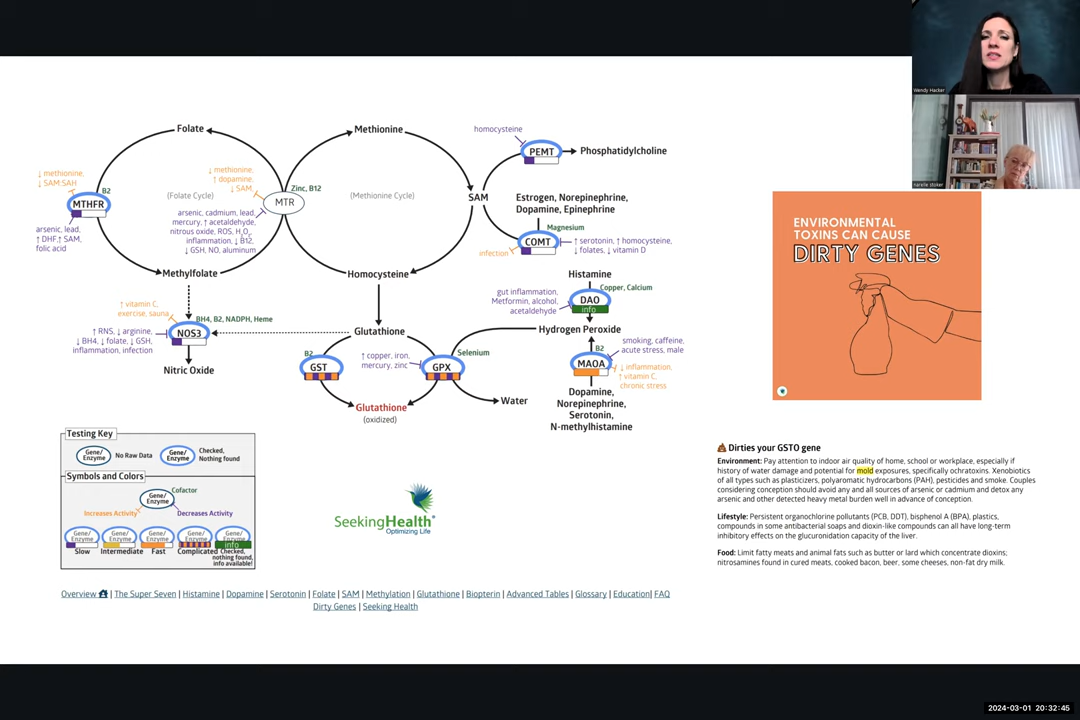 Wendy Hacker
narelle stoker
Folate
Methionine
homocysteine
PEMT
Phosphatidylcholine
↓ methionine,
↓ SAM:SAH
B2
MTHFR
arsenic, lead,
↑ DHF,↑ SAM,
folic acid
(Folate Cycle)
↓ methionine,
↑ dopamine,
↓ SAM
Zinc, B12
MTR
arsenic, cadmium, lead,
mercury, ↑ acetaldehyde,
nitrous oxide, ROS, H2O2,
inflammation, ↓ B12,
↓ GSH, NO, aluminum
(Methionine Cycle)
SAM
Estrogen, Norepinephrine,
Dopamine, Epinephrine
Magnesium
COMT
infection
↑ serotonin, ↑ homocysteine,
↓ folates, ↓ vitamin D
Methylfolate
Homocysteine
Histamine
Copper, Calcium
gut inflammation,
Metformin, alcohol,
acetaldehyde
DAO
info
↑ vitamin C,
exercise, sauna
BH4, B2, NADPH, Heme
NOS3
↑ RNS, ↓ arginine,
↓ BH4, ↓ folate, ↓ GSH,
inflammation, infection
Nitric Oxide
Glutathione
Hydrogen Peroxide
B2
GST
↑ copper, iron,
mercury, zinc
Selenium
GPX
B2
MAOA
smoking, caffeine,
acute stress, male
↓ inflammation,
↑ vitamin C,
chronic stress
Glutathione
(oxidized)
Water
Dopamine,
Norepinephrine,
Serotonin,
N-methylhistamine
Testing Key
Gene/
Enzyme
No Raw Data
Gene/
Enzyme
Checked,
Nothing found
Symbols and Colors
Cofactor
Gene/
Enzyme
Increases Activity
Decreases Activity
Gene/
Enzyme
Gene/
Enzyme
Gene/
Enzyme
Gene/
Enzyme
Gene/
Enzyme
info
Slow
Intermediate
Fast
Complicated
Checked,
nothing found,
info available!
SeekingHealth®
Optimizing Life
Overview | The Super Seven | Histamine | Dopamine | Serotonin | Folate | SAM | Methylation | Glutathione | Biopterin | Advanced Tables | Glossary | Education| FAQ
Dirty Genes | Seeking Health
ENVIRONMENTAL
TOXINS CAN CAUSE
DIRTY GENES
Dirties your GSTO gene
Environment: Pay attention to indoor air quality of home, school or workplace, especially if
history of water damage and potential for mold exposures, specifically ochratoxins. Xenobiotics
of all types such as plasticizers, polyaromatic hydrocarbons (PAH), pesticides and smoke. Couples
considering conception should avoid any and all sources of arsenic or cadmium and detox any
arsenic and other detected heavy metal burden well in advance of conception.
Lifestyle: Persistent organochlorine pollutants (PCB, DDT), bisphenol A (BPA), plastics,
compounds in some antibacterial soaps and dioxin-like compounds can all have long-term
inhibitory effects on the glucuronidation capacity of the liver.
Food: Limit fatty meats and animal fats such as butter or lard which concentrate dioxins;
nitrosamines found in cured meats, cooked bacon, beer, some cheeses, non-fat dry milk.
2024-03-01 20:32:45